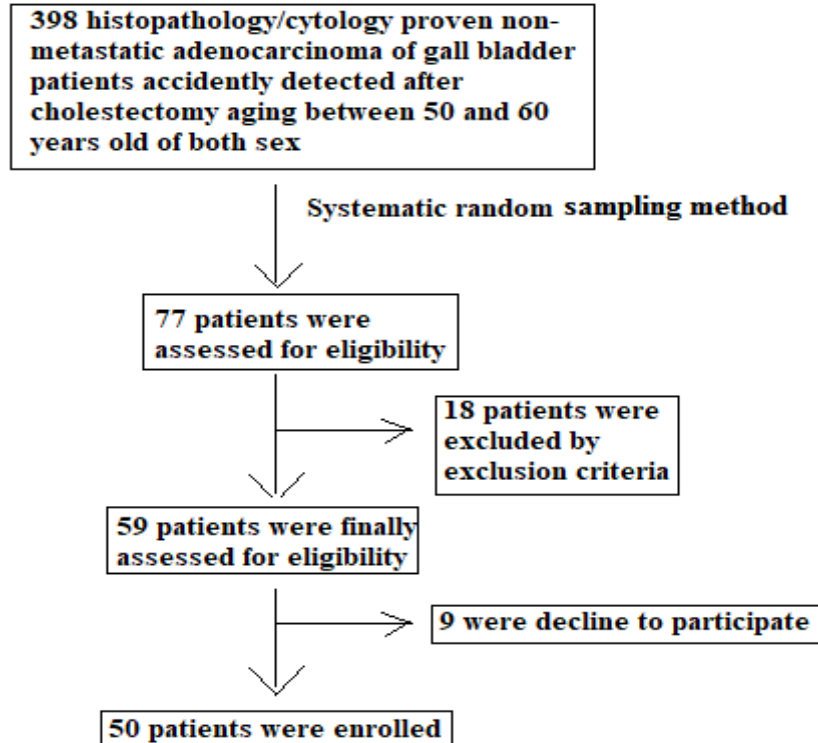 398 histopathology/cytology proven non-
metastatic adenocarcinoma of gall bladder
patients accidently detected after
cholestectomy aging between 50 and 60
years old of both sex
Systematic random sampling method
77 patients were
assessed for eligibility
18 patients were
excluded by
exclusion criteria
59 patients were finally
assessed for eligibility
9 were decline to participate
50 patients were enrolled